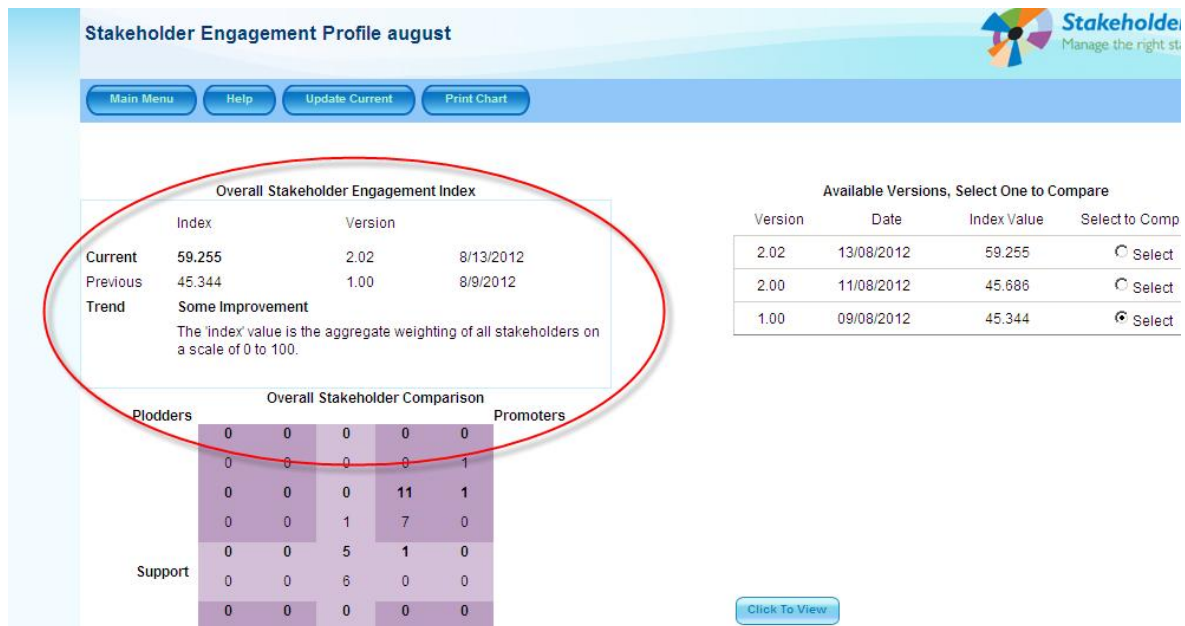 Stakeholder Engagement Profile august
Stakeholder
Manage the right sta
Main Menu Help Update Current Print Chart
Overall Stakeholder Engagement Index
Index Version
Current 59.255 2.02 8/13/2012
Previous 45.344 1.00 8/9/2012
Trend Some Improvement
The 'index' value is the aggregate weighting of all stakeholders on
a scale of 0 to 100.
Available Versions, Select One to Compare
Version Date Index Value Select to Comp
2.02 13/08/2012 59.255 Select
2.00 11/08/2012 45.686 Select
1.00 09/08/2012 45.344 Select
Overall Stakeholder Comparison
Plodders Promoters
0 0 0 0 0
0 0 0 0 1
0 0 0 11 1
0 0 1 7 0
0 0 5 1 0
Support
0 0 6 0 0
0 0 0 0 0
Click To View